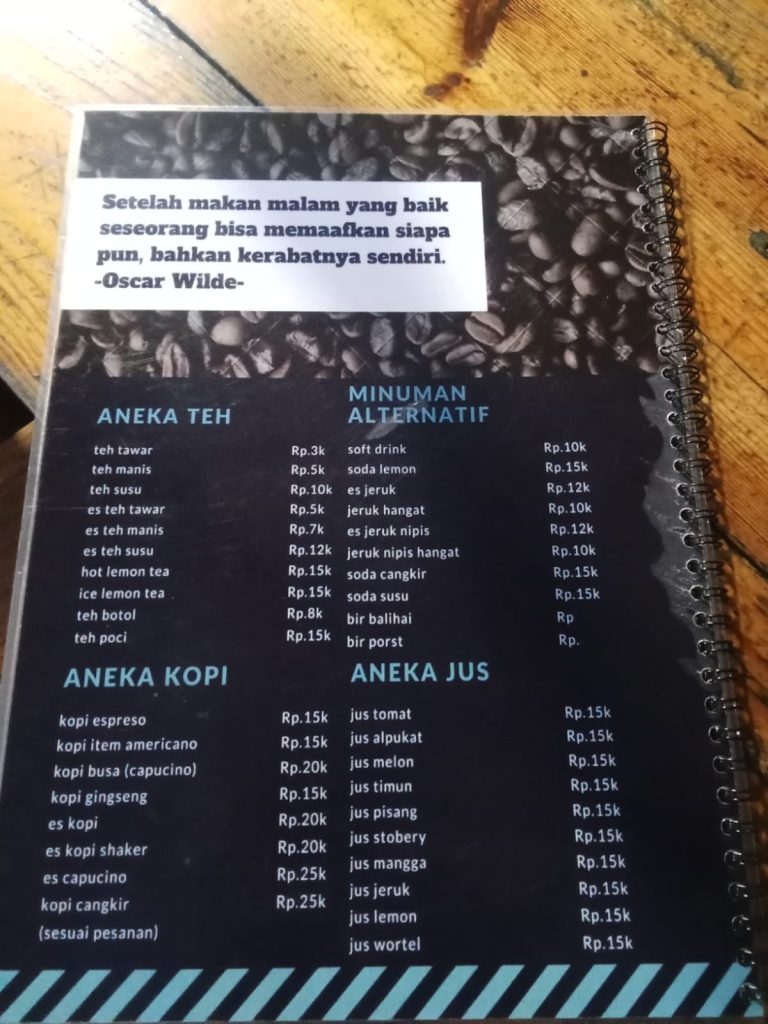 Setelah makan malam yang baik
seseorang bisa memaafkan siapa
pun, bahkan kerabatnya sendiri.
-Oscar Wilde-
ANEKA TEH
teh tawar Rp.3k
teh manis Rp.5k
teh susu Rp.10k
es teh tawar Rp.5k
es teh manis Rp.7k
es teh susu Rp.12k
hot lemon tea Rp.15k
ice lemon tea Rp.15k
teh botol Rp.8k
teh poci Rp.15k
MINUMAN
ALTERNATIF
soft drink Rp.10k
soda lemon Rp.15k
es jeruk Rp.12k
jeruk hangat Rp.10k
es jeruk nipis Rp.12k
jeruk nipis hangat Rp.10k
soda cangkir Rp.15k
soda susu Rp.15k
bir balihai Rp
bir porst Rp.
ANEKA KOPI
kopi espreso Rp.15k
kopi item americano Rp.15k
kopi busa (capucino) Rp.20k
kopi gingseng Rp.15k
es kopi Rp.20k
es kopi shaker Rp.20k
es capucino Rp.25k
kopi cangkir Rp.25k
(sesuai pesanan)
ANEKA JUS
jus tomat Rp.15k
jus alpukat Rp.15k
jus melon Rp.15k
jus timun Rp.15k
jus pisang Rp.15k
jus stobery Rp.15k
jus mangga Rp.15k
jus jeruk Rp.15k
jus lemon Rp.15k
jus wortel Rp.15k